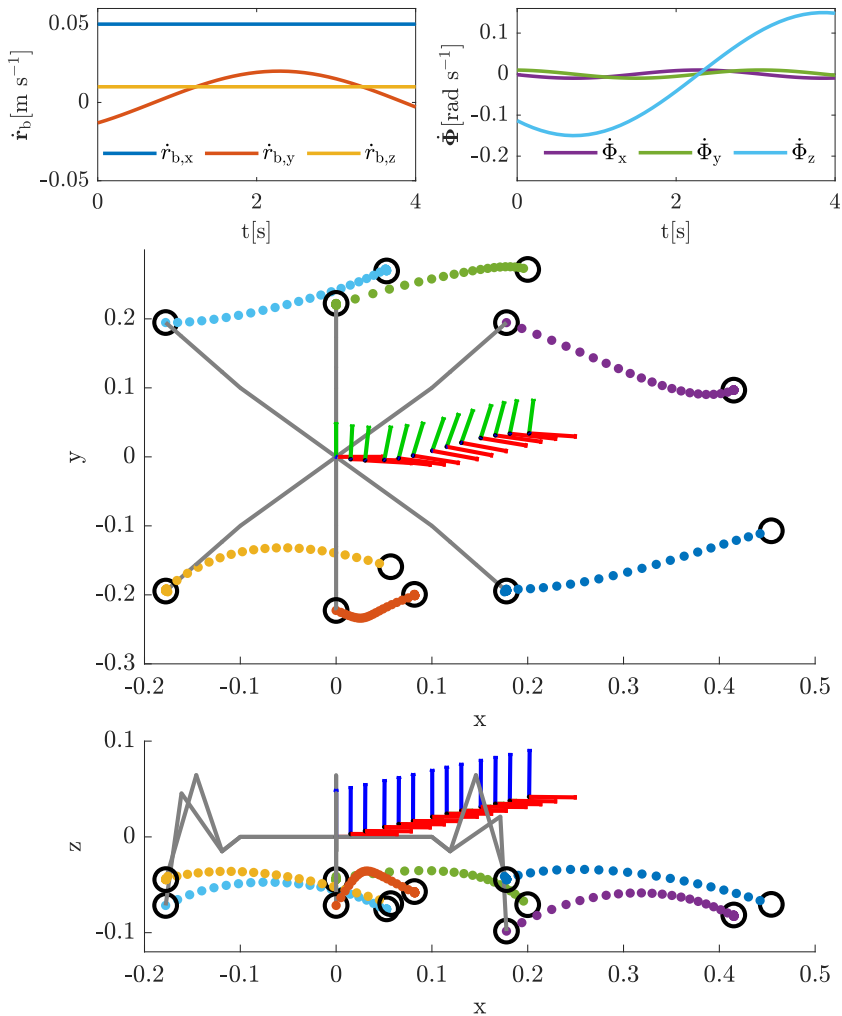 0.05
0
-0.05
ṙb[m s⁻¹]
ṙb,x ṙb,y ṙb,z
0 2 4
t[s]
0.1
0
-0.1
-0.2
Φ̇[rad s⁻¹]
Φ̇x Φ̇y Φ̇z
0 2 4
t[s]
0.2
0.1
0
-0.1
-0.2
-0.3
y
-0.2 -0.1 0 0.1 0.2 0.3 0.4 0.5
x
0.1
0
-0.1
z
-0.2 -0.1 0 0.1 0.2 0.3 0.4 0.5
x